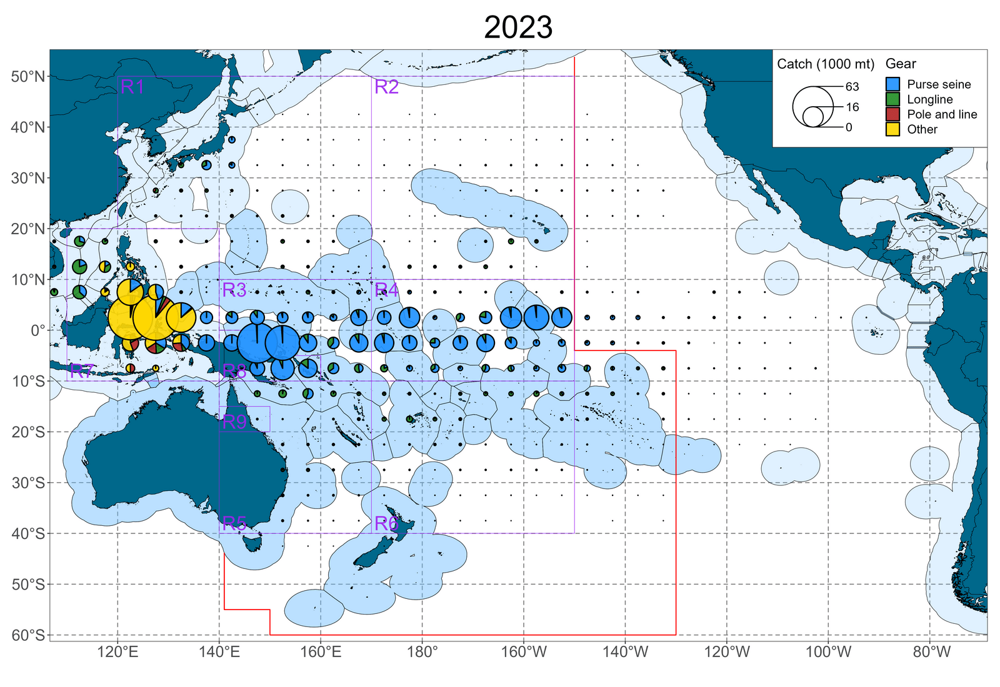 2023
Catch (1000 mt)
63
16
0
Gear
Purse seine
Longline
Pole and line
Other
50°N
40°N
30°N
20°N
10°N
0°
10°S
20°S
30°S
40°S
50°S
60°S
R1
R2
R3
R4
R7
R8
R9
R5
R6
120°E
140°E
160°E
180°
160°W
140°W
120°W
100°W
80°W